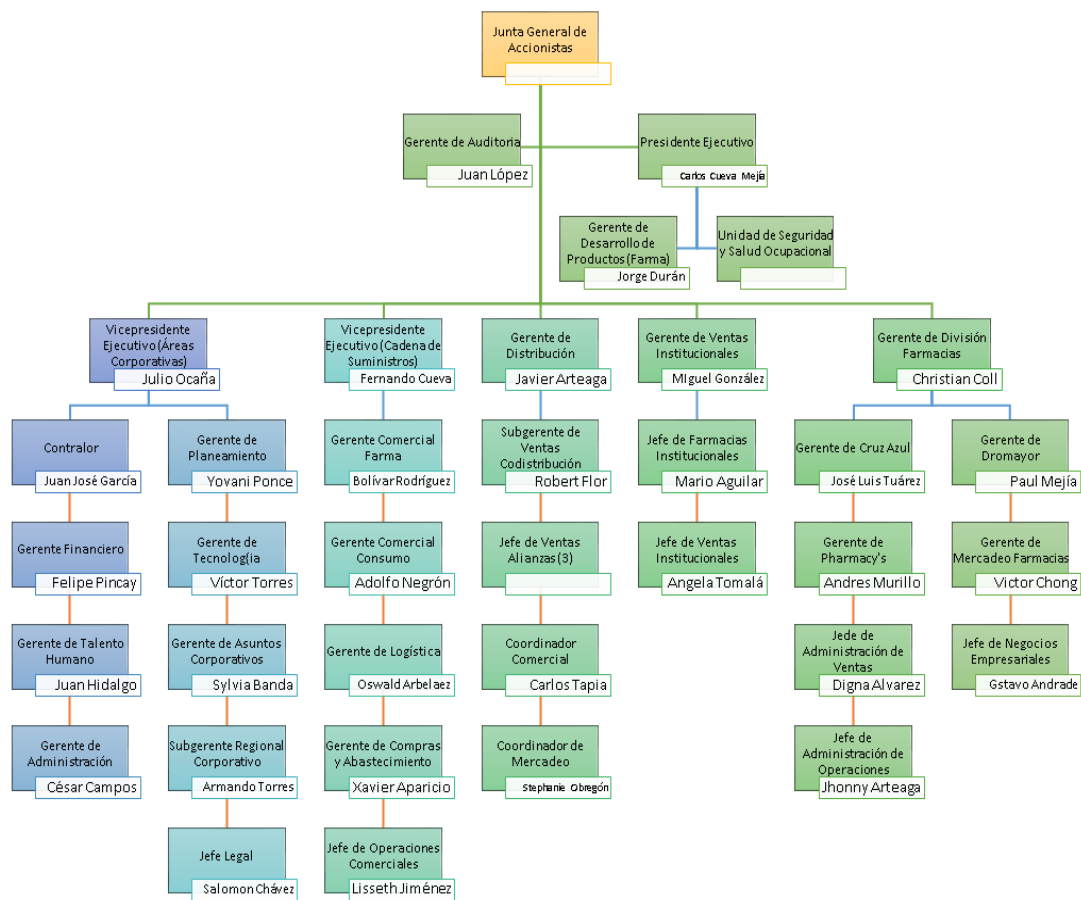 Junta General de
Accionistas
Gerente de Auditoria
Juan López
Presidente Ejecutivo
Carlos Cueva Mejía
Gerente de
Desarrollo de
Productos (Farma)
Jorge Durán
Unidad de Seguridad
y Salud Ocupacional
Vicepresidente
Ejecutivo (Áreas
Corporativas)
Julio Ocaña
Vicepresidente
Ejecutivo (Cadena de
Suministros)
Fernando Cueva
Gerente de
Distribución
Javier Arteaga
Gerente de Ventas
Institucionales
MIguel González
Gerente de División
Farmacias
Christian Coll
Contralor
Juan José García
Gerente de
Planeamiento
Yovani Ponce
Gerente Comercial
Farma
Bolívar Rodríguez
Subgerente de
Ventas
Codistribución
Robert Flor
Jefe de Farmacias
Institucionales
Mario Aguilar
Gerente de Cruz Azul
José Luis Tuárez
Gerente de
Dromayor
Paul Mejía
Gerente Financiero
Felipe Pincay
Gerente de
Tecnolog{ia
Víctor Torres
Gerente Comercial
Consumo
Adolfo Negrón
Jefe de Ventas
Alianzas (3)
Jefe de Ventas
Institucionales
Angela Tomalá
Gerente de
Pharmacy's
Andres Murillo
Gerente de
Mercadeo Farmacias
Victor Chong
Gerente de Talento
Humano
Juan Hidalgo
Gerente de Asuntos
Corporativos
Sylvia Banda
Gerente de Logística
Oswald Arbelaez
Coordinador
Comercial
Carlos Tapia
Jede de
Administración de
Ventas
Digna Alvarez
Jefe de Negocios
Empresariales
Gstavo Andrade
Gerente de
Administración
César Campos
Subgerente Regional
Corporativo
Armando Torres
Gerente de Compras
y Abastecimiento
Xavier Aparicio
Coordinador de
Mercadeo
Stephanie Obregón
Jefe de
Administración de
Operaciones
Jhonny Arteaga
Jefe Legal
Salomon Chávez
Jefe de Operaciones
Comerciales
Lisseth Jiménez